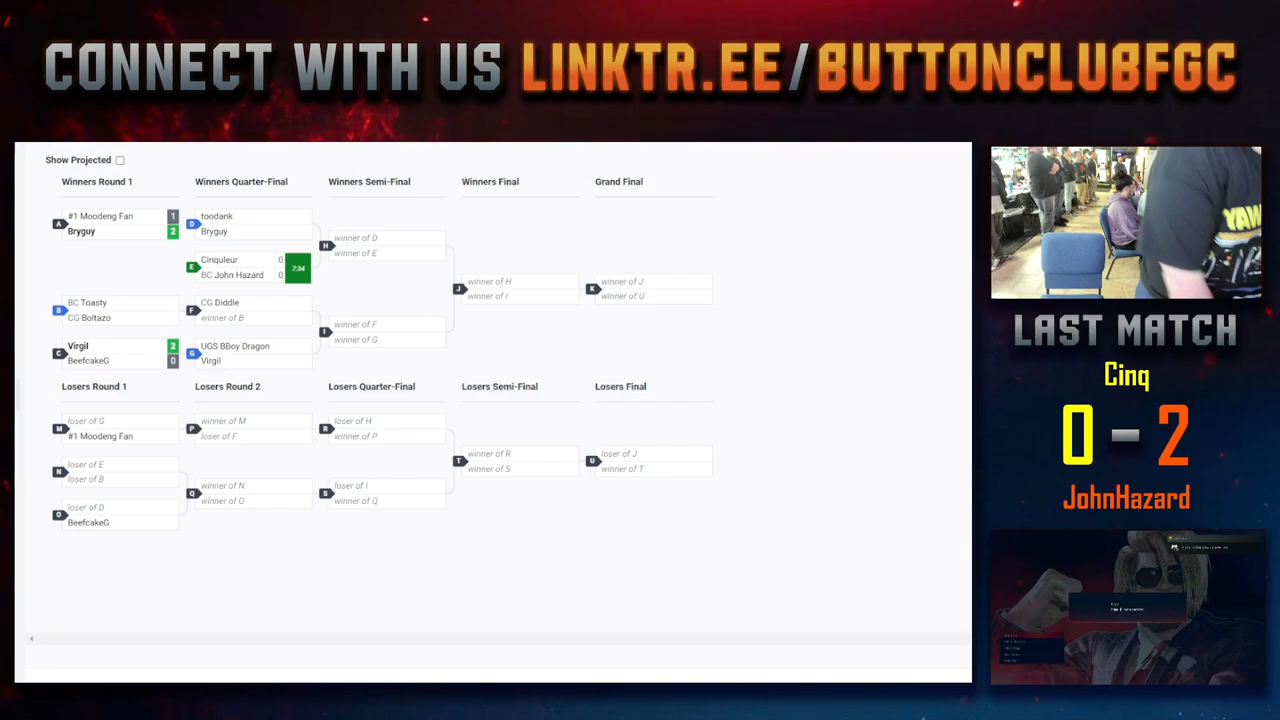 CONNECT WITH US LINKTR.EE/BUTTONCLUBFGC
Show Projected
Winners Round 1
Winners Quarter-Final
Winners Semi-Final
Winners Final
Grand Final
A
#1 Moodeng Fan 1
Bryguy 2
D
toodank
Bryguy
H
winner of D
winner of E
E
Cinquleur 0
BC John Hazard 0
7:34
J
winner of H
winner of I
K
winner of J
winner of U
B
BC Toasty
CG Boltazo
F
CG Diddle
winner of B
I
winner of F
winner of G
C
Virgil 2
BeefcakeG 0
G
UGS BBoy Dragon
Virgil
Losers Round 1
Losers Round 2
Losers Quarter-Final
Losers Semi-Final
Losers Final
M
loser of G
#1 Moodeng Fan
P
winner of M
loser of F
R
loser of H
winner of P
N
loser of E
loser of B
T
winner of R
winner of S
U
loser of J
winner of T
Q
winner of N
winner of O
S
loser of I
winner of Q
O
loser of D
BeefcakeG
YAW
LAST MATCH
Cinq
0 - 2
JohnHazard